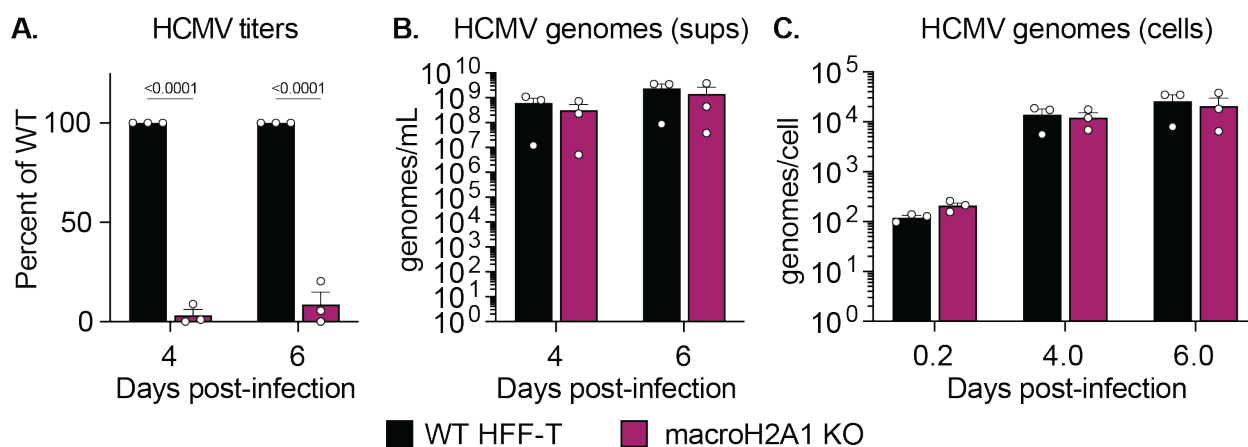 A. HCMV titers
Percent of WT
100
50
0
<0.0001 <0.0001
4 6
Days post-infection
B. HCMV genomes (sups)
genomes/mL
10^10
10^9
10^8
10^7
10^6
10^5
10^4
10^3
10^2
10^1
10^0
4 6
Days post-infection
C. HCMV genomes (cells)
genomes/cell
10^5
10^4
10^3
10^2
10^1
10^0
0.2 4.0 6.0
Days post-infection
WT HFF-T macroH2A1 KO